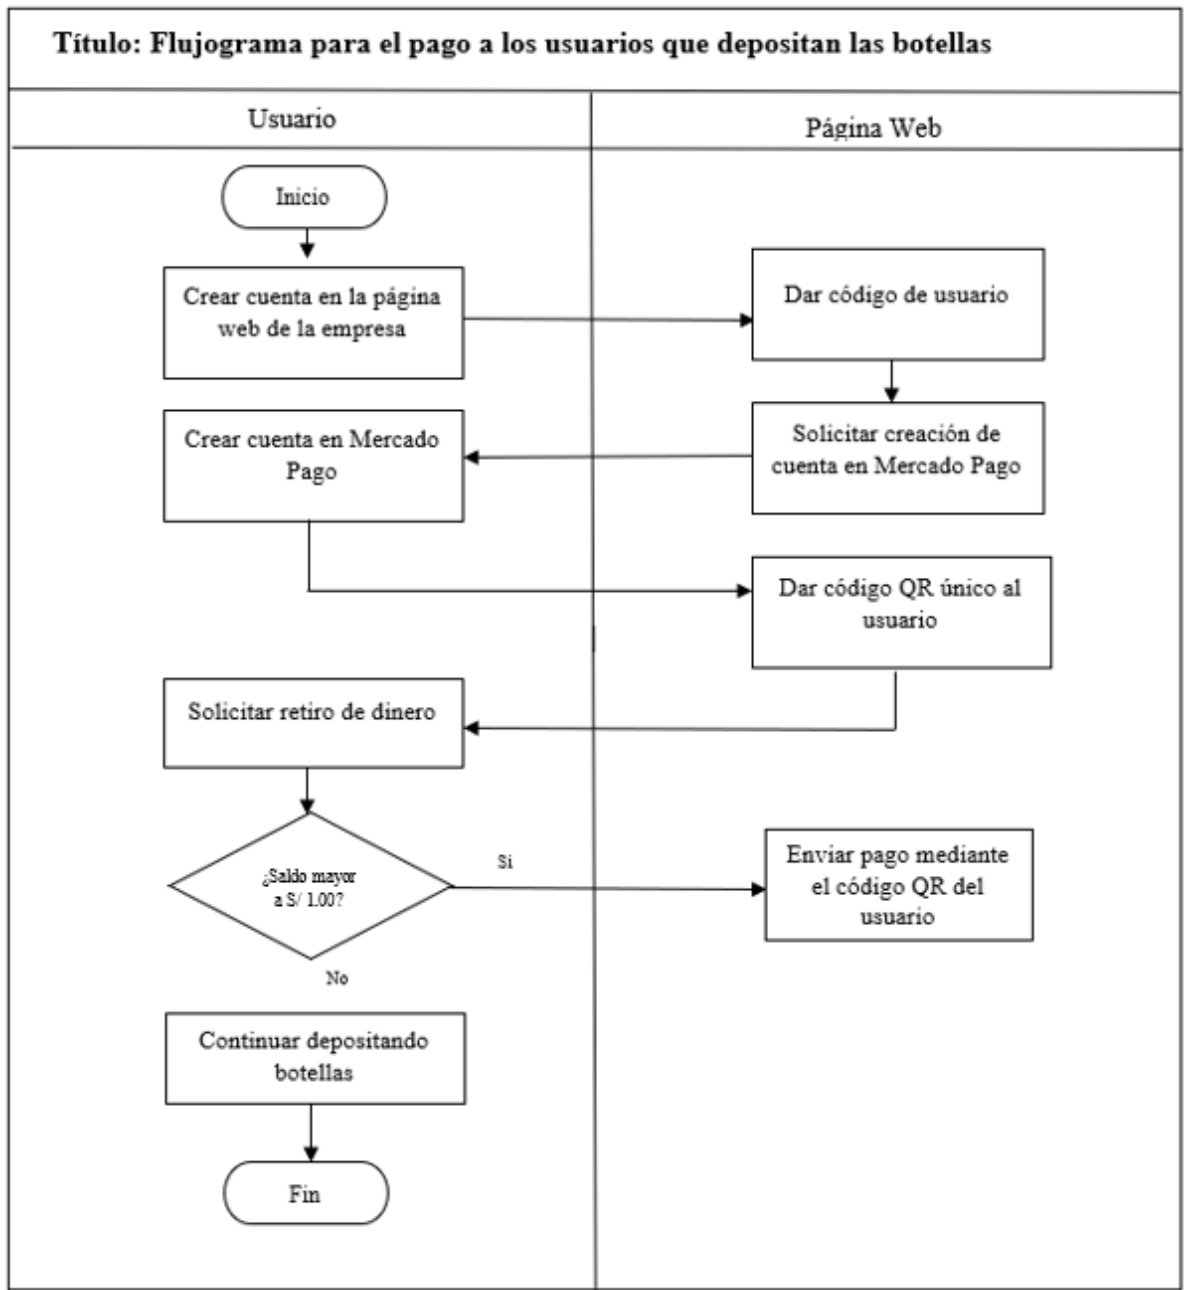 Título: Flujograma para el pago a los usuarios que depositan las botellas
Usuario
Página Web
Inicio
Crear cuenta en la página
web de la empresa
Dar código de usuario
Solicitar creación de
cuenta en Mercado Pago
Crear cuenta en Mercado
Pago
Dar código QR único al
usuario
Solicitar retiro de dinero
¿Saldo mayor
a S/ 1.00?
Si
Enviar pago mediante
el código QR del
usuario
No
Continuar depositando
botellas
Fin